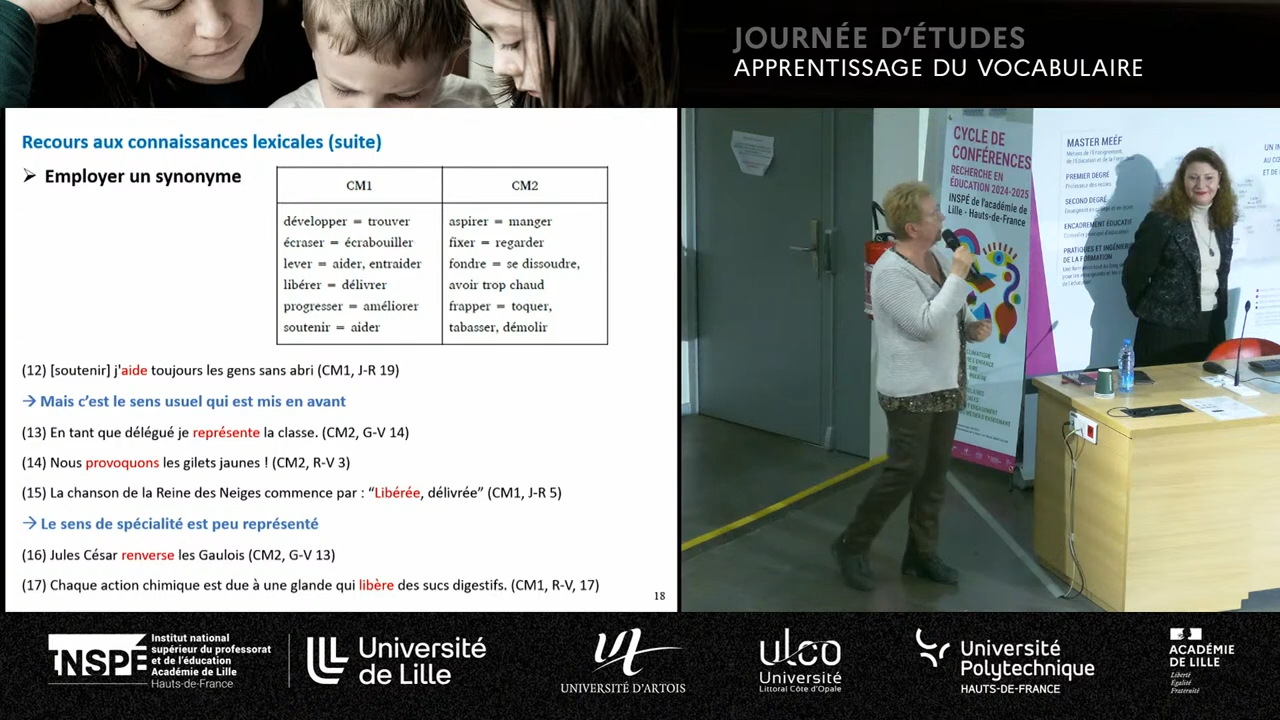 JOURNÉE D'ÉTUDES
APPRENTISSAGE DU VOCABULAIRE
Recours aux connaissances lexicales (suite)
➢ Employer un synonyme
CM1
développer = trouver
écraser = écrabouiller
lever = aider, entraider
libérer = délivrer
progresser = améliorer
soutenir = aider
CM2
aspirer = manger
fixer = regarder
fondre = se dissoudre,
avoir trop chaud
frapper = toquer,
tabasser, démolir
(12) [soutenir] j'aide toujours les gens sans abri (CM1, J-R 19)
→ Mais c'est le sens usuel qui est mis en avant
(13) En tant que délégué je représente la classe. (CM2, G-V 14)
(14) Nous provoquons les gilets jaunes ! (CM2, R-V 3)
(15) La chanson de la Reine des Neiges commence par : “Libérée, délivrée” (CM1, J-R 5)
→ Le sens de spécialité est peu représenté
(16) Jules César renverse les Gaulois (CM2, G-V 13)
(17) Chaque action chimique est due à une glande qui libère des sucs digestifs. (CM1, R-V, 17)
18
CYCLE DE
CONFÉRENCES
RECHERCHE EN
ÉDUCATION 2024-2025
INSPÉ de l'académie de
Lille - Hauts-de-France
MASTER MEÉF
PREMIER DEGRÉ
SECOND DEGRÉ
ENCADREMENT ÉDUCATIF
PRATIQUES ET INGÉNIERIE
DE LA FORMATION
UN IN
AU CŒ
ET DE
INSPÉ
Institut national
supérieur du professorat
et de l'éducation
Académie de Lille
Hauts-de-France
Université
de Lille
UNIVERSITÉ D'ARTOIS
ulco
Université
Littoral Côte d'Opale
Université
Polytechnique
HAUTS-DE-FRANCE
ACADÉMIE
DE LILLE
Liberté
Égalité
Fraternité